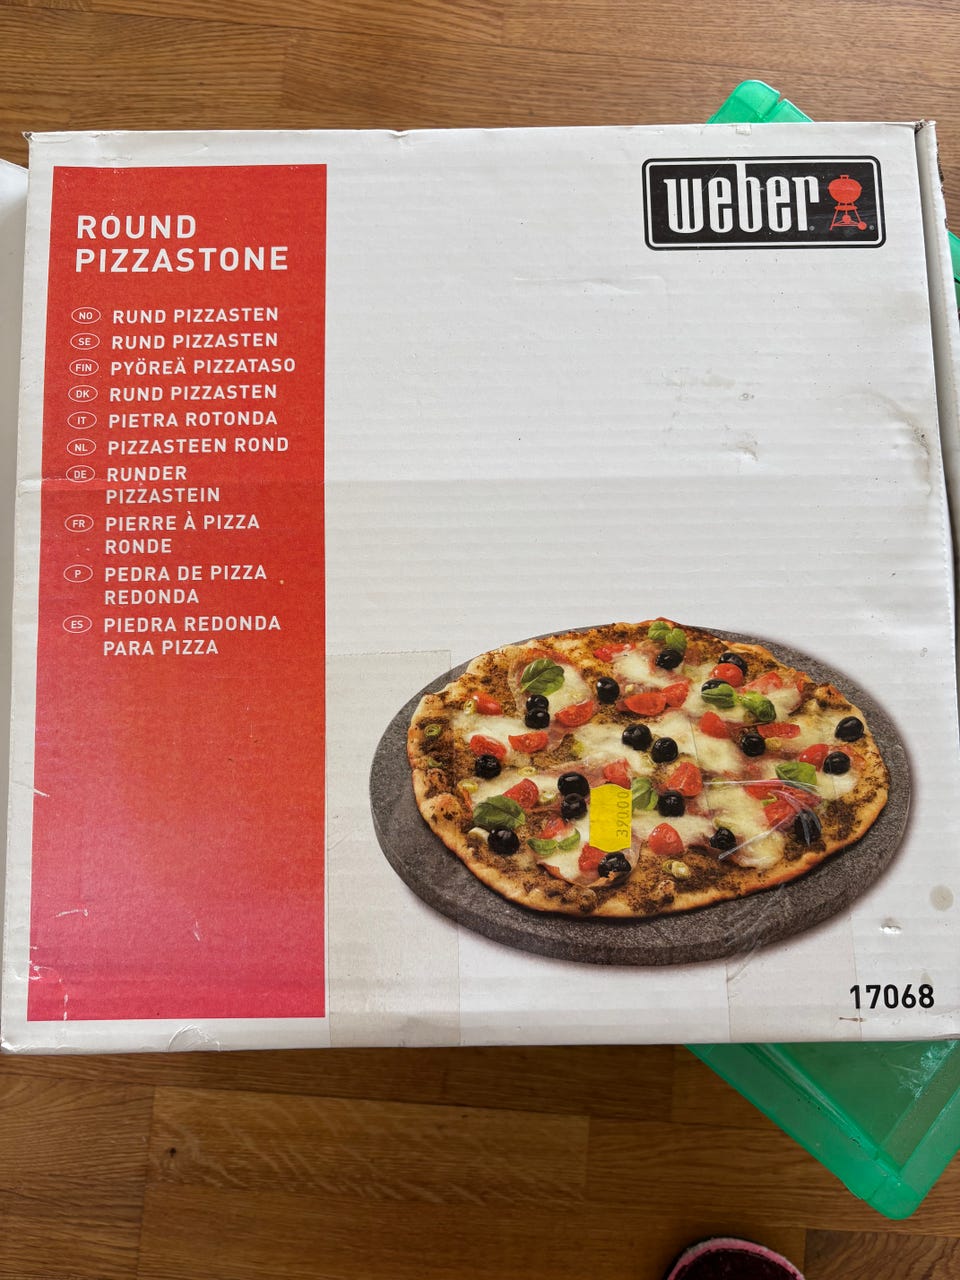 weber
ROUND
PIZZASTONE
NO RUND PIZZASTEN
SE RUND PIZZASTEN
FIN PYÖREÄ PIZZATASO
DK RUND PIZZASTEN
IT PIETRA ROTONDA
NL PIZZASTEEN ROND
DE RUNDER
PIZZASTEIN
FR PIERRE À PIZZA
RONDE
P PEDRA DE PIZZA
REDONDA
ES PIEDRA REDONDA
PARA PIZZA
390.00
17068